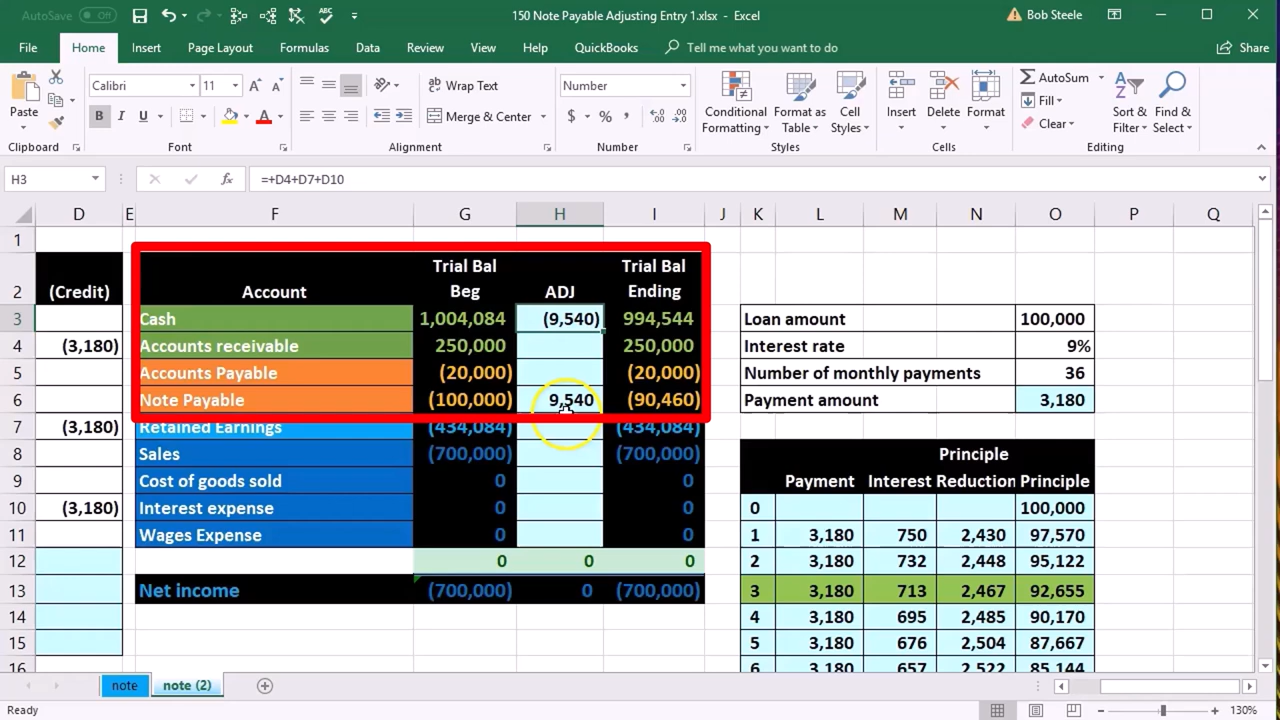 AutoSave Off
150 Note Payable Adjusting Entry 1.xlsx - Excel
Bob Steele
File Home Insert Page Layout Formulas Data Review View Help QuickBooks Tell me what you want to do Share
Paste
Calibri 11
Wrap Text
Merge & Center
Number
Conditional Formatting
Format as Table
Cell Styles
Insert
Delete
Format
AutoSum
Fill
Clear
Sort & Filter
Find & Select
Clipboard Font Alignment Number Styles Cells Editing
H3 fx =+D4+D7+D10
D E F G H I J K L M N O P Q
1
2 (Credit) Account Trial Bal Beg ADJ Trial Bal Ending
3 Cash 1,004,084 (9,540) 994,544 Loan amount 100,000
4 (3,180) Accounts receivable 250,000 250,000 Interest rate 9%
5 Accounts Payable (20,000) (20,000) Number of monthly payments 36
6 Note Payable (100,000) 9,540 (90,460) Payment amount 3,180
7 (3,180) Retained Earnings (434,084) (434,084)
8 Sales (700,000) (700,000) Principle
9 Cost of goods sold 0 0 Payment Interest Reduction Principle
10 (3,180) Interest expense 0 0 0 100,000
11 Wages Expense 0 0 1 3,180 750 2,430 97,570
12 0 0 0 2 3,180 732 2,448 95,122
13 Net income (700,000) 0 (700,000) 3 3,180 713 2,467 92,655
14 4 3,180 695 2,485 90,170
15 5 3,180 676 2,504 87,667
16 6 3,180 657 2,522 85,144
note note (2)
Ready 130%